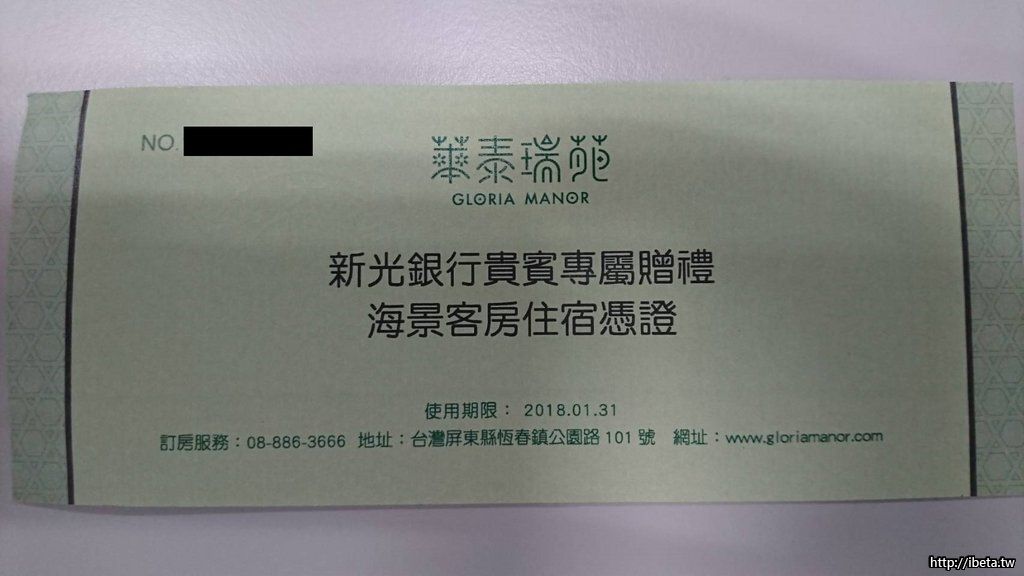 NO.
華泰瑞苑
GLORIA MANOR
新光銀行貴賓專屬贈禮
海景客房住宿憑證
使用期限： 2018.01.31
訂房服務：08-886-3666 地址：台灣屏東縣恆春鎮公園路 101 號 網址：www.gloriamanor.com
http://ibeta.tw